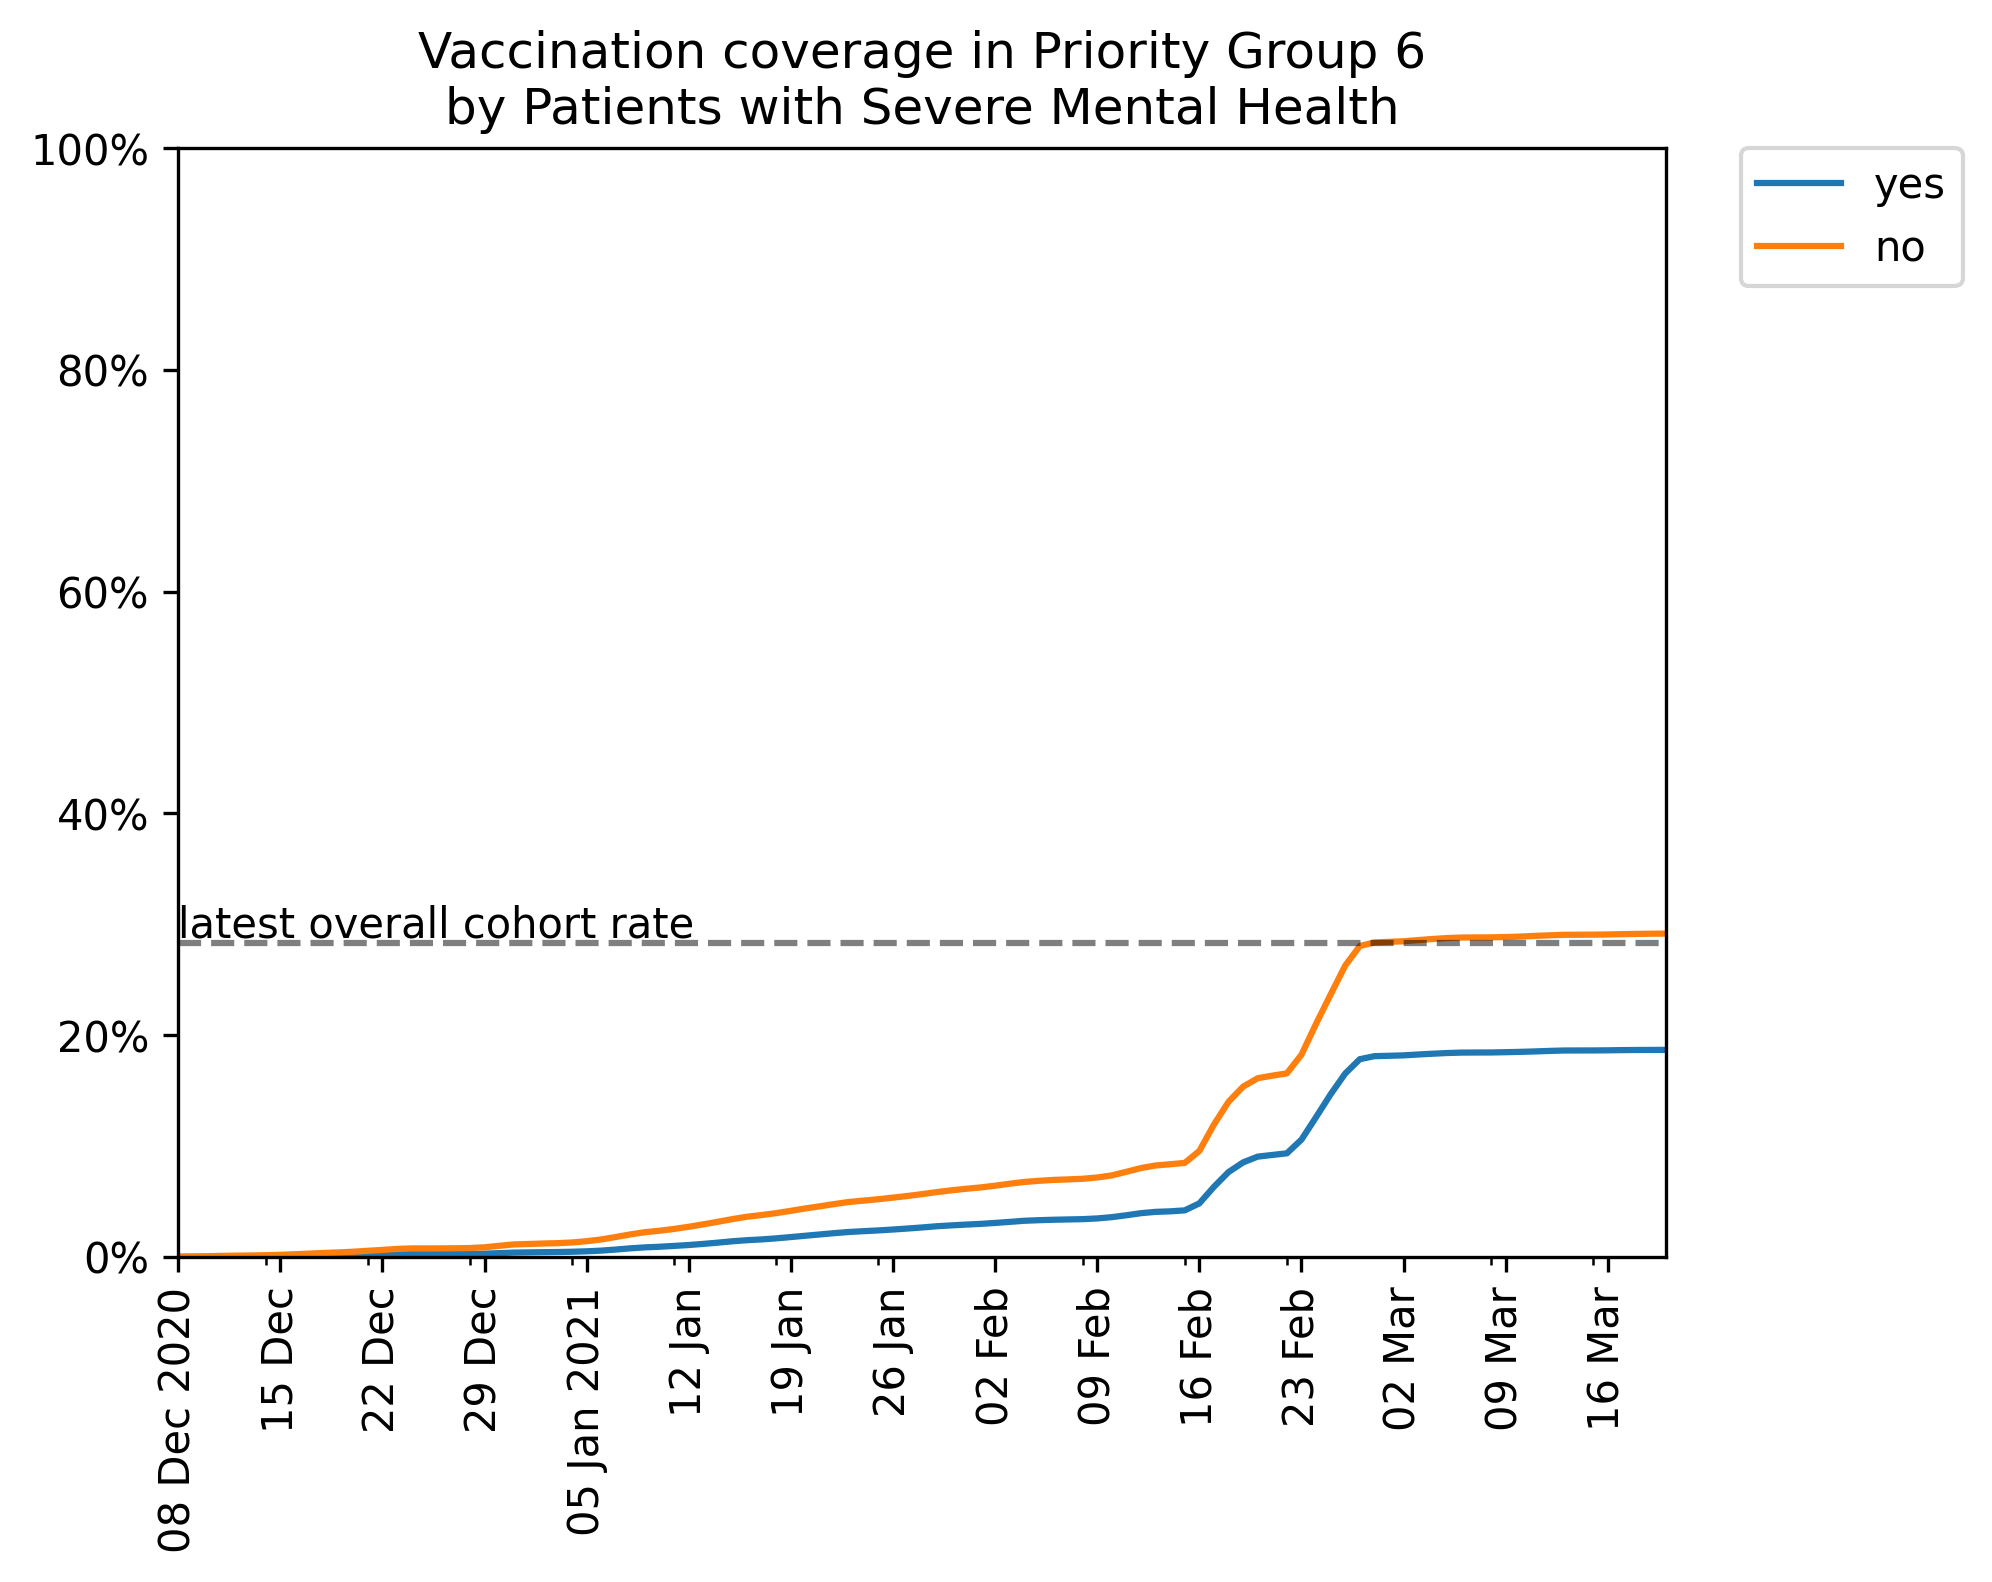 Vaccination coverage in Priority Group 6
by Patients with Severe Mental Health
100%
80%
60%
40%
20%
0%
latest overall cohort rate
yes
no
08 Dec 2020
15 Dec
22 Dec
29 Dec
05 Jan 2021
12 Jan
19 Jan
26 Jan
02 Feb
09 Feb
16 Feb
23 Feb
02 Mar
09 Mar
16 Mar